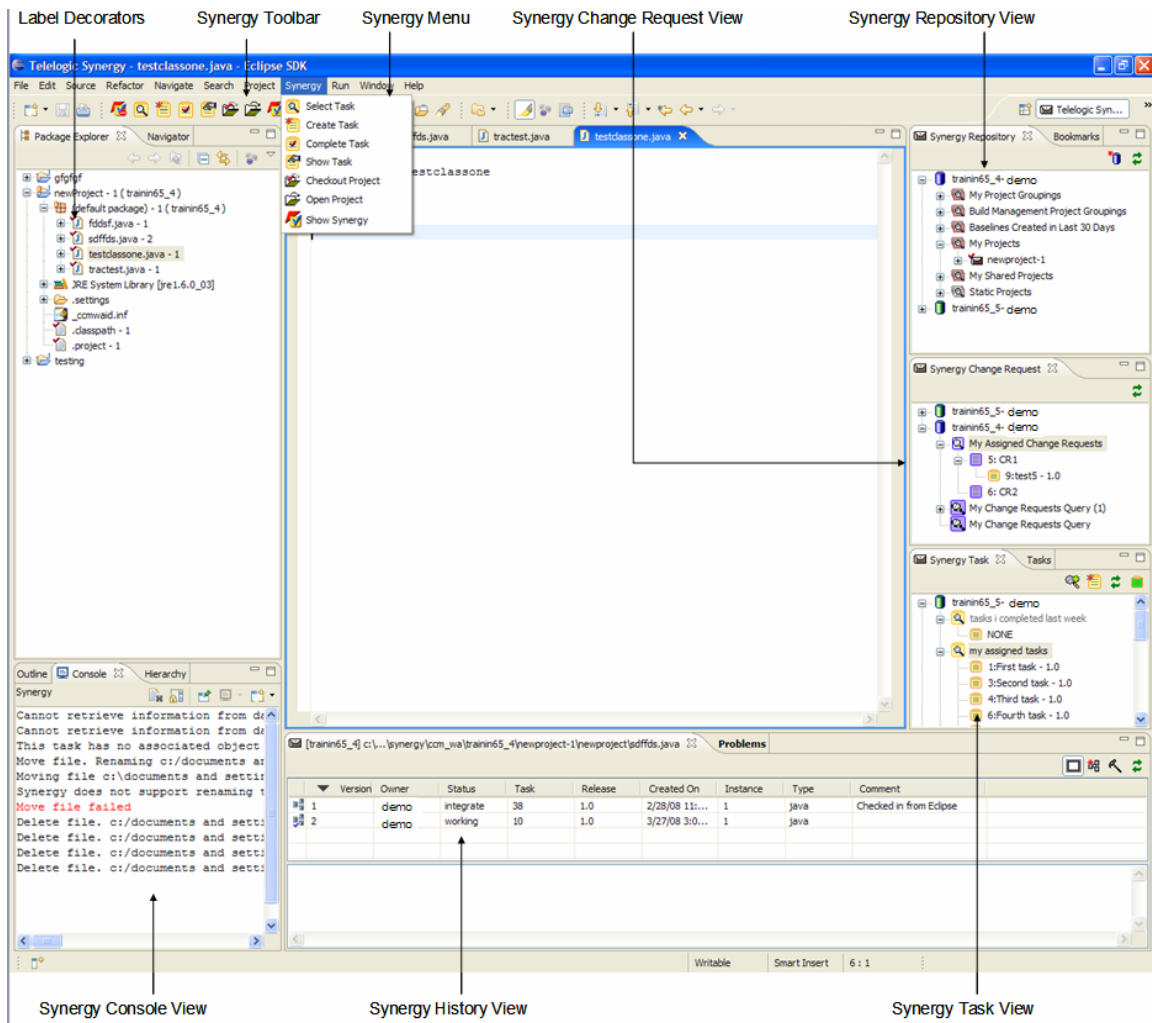 Label Decorators
Synergy Toolbar
Synergy Menu
Synergy Change Request View
Synergy Repository View
Telelogic Synergy - testclassone.java - Eclipse SDK
File Edit Source Refactor Navigate Search Project Synergy Run Window Help
Select Task
Create Task
Complete Task
Show Task
Checkout Project
Open Project
Show Synergy
Telelogic Syn...
Package Explorer
Navigator
gfgfgf
newProject - 1 ( trainin65_4 )
(default package) - 1 ( trainin65_4 )
fddsf.java - 1
sdffds.java - 2
testclassone.java - 1
tractest.java - 1
JRE System Library [jre1.6.0_03]
.settings
_ccmwaid.inf
.classpath - 1
.project - 1
testing
fds.java
tractest.java
testclassone.java
estclassone
Synergy Repository
Bookmarks
trainin65_4- demo
My Project Groupings
Build Management Project Groupings
Baselines Created in Last 30 Days
My Projects
newproject-1
My Shared Projects
Static Projects
trainin65_5- demo
Synergy Change Request
trainin65_5- demo
trainin65_4- demo
My Assigned Change Requests
5: CR1
9:test5 - 1.0
6: CR2
My Change Requests Query (1)
My Change Requests Query
Synergy Task
Tasks
trainin65_5- demo
tasks i completed last week
NONE
my assigned tasks
1:First task - 1.0
3:Second task - 1.0
4:Third task - 1.0
6:Fourth task - 1.0
Outline
Console
Hierarchy
Synergy
Cannot retrieve information from da
Cannot retrieve information from da
This task has no associated object
Move file. Renaming c:/documents an
Moving file c:\documents and settin
Synergy does not support renaming t
Move file failed
Delete file. c:/documents and setti
Delete file. c:/documents and setti
Delete file. c:/documents and setti
Delete file. c:/documents and setti
[trainin65_4] c:\...\synergy\ccm_wa\trainin65_4\newproject-1\newproject\sdffds.java
Problems
Version Owner Status Task Release Created On Instance Type Comment
1 demo integrate 38 1.0 2/28/08 11:... 1 java Checked in from Eclipse
2 demo working 10 1.0 3/27/08 3:0... 1 java
Writable
Smart Insert
6 : 1
Synergy Console View
Synergy History View
Synergy Task View